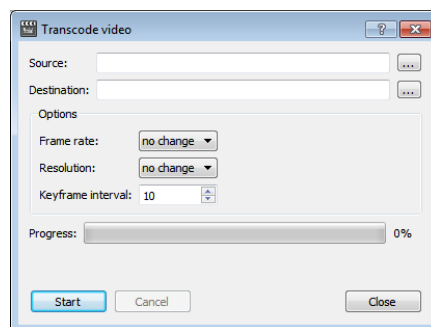 Transcode video
Source: ...
Destination: ...
Options
Frame rate: no change
Resolution: no change
Keyframe interval: 10
Progress: 0%
Start Cancel Close